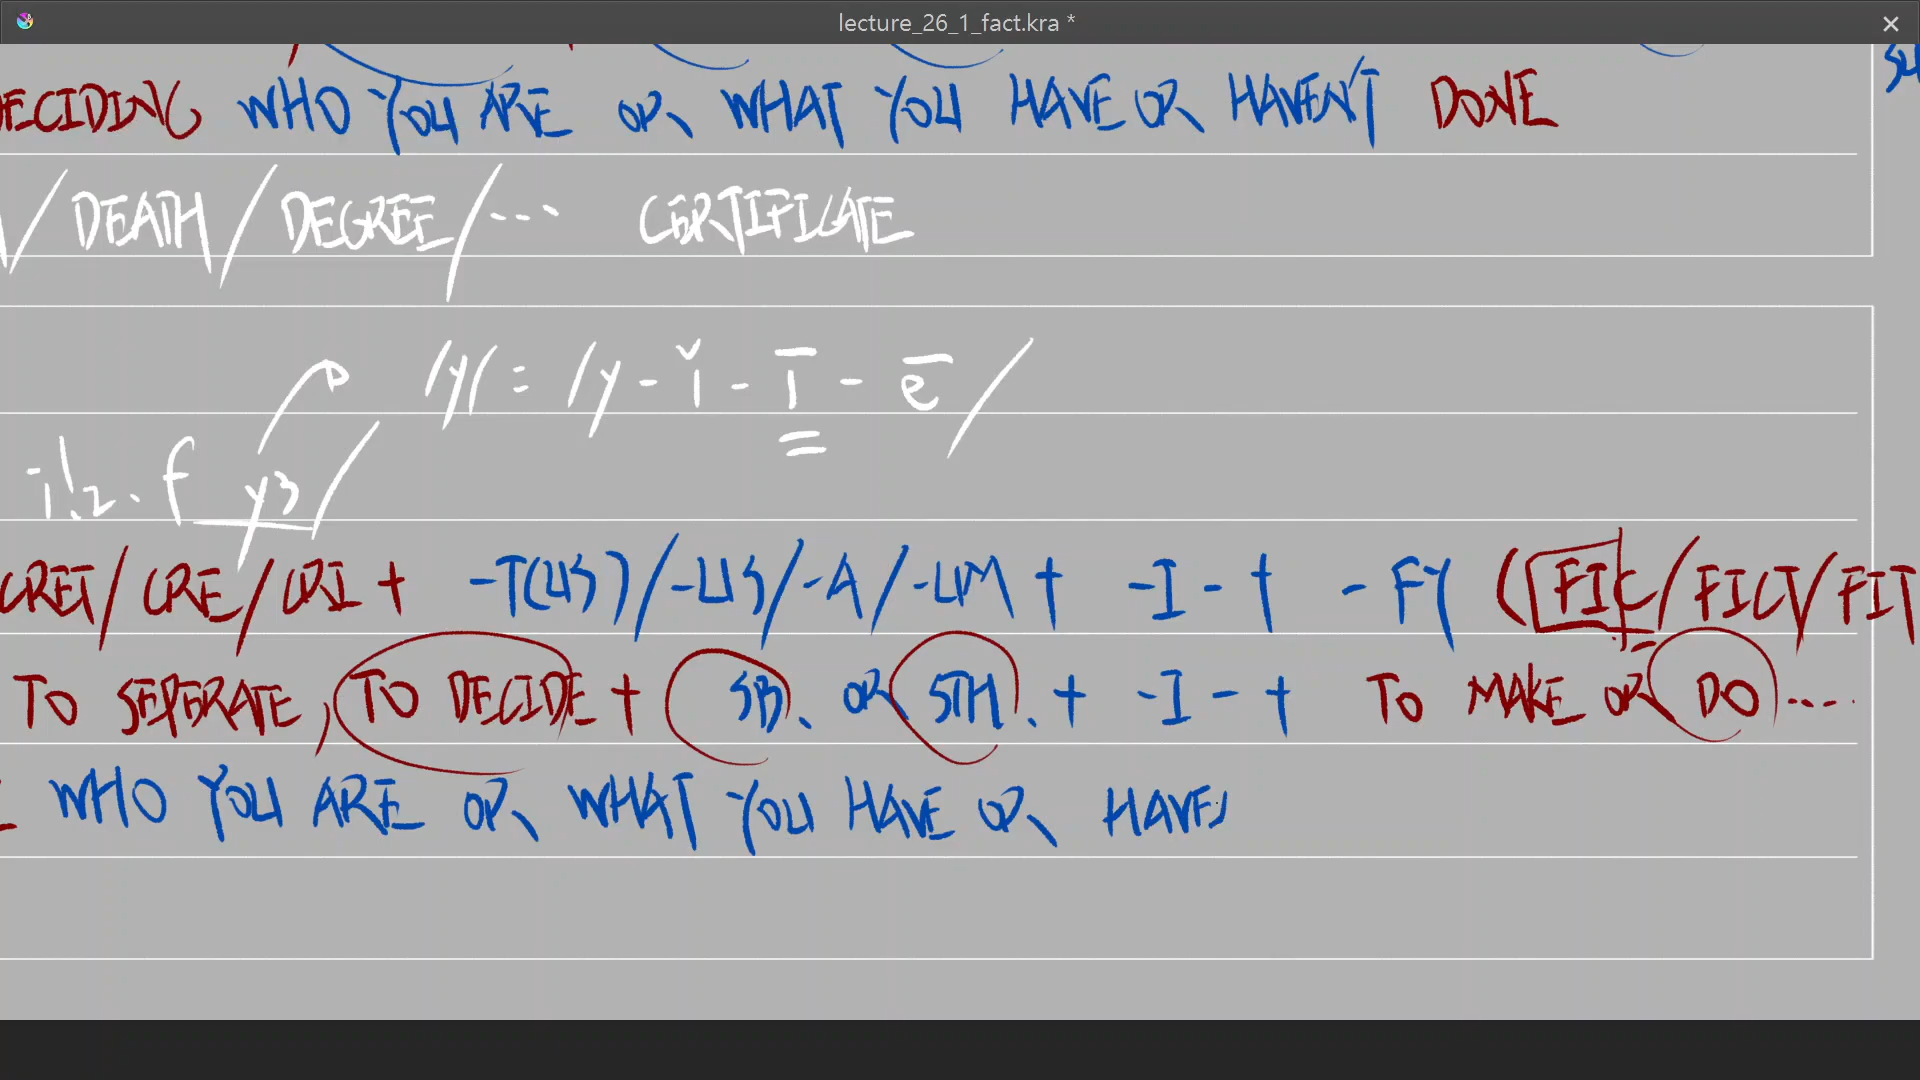 lecture_26_1_fact.kra *
ECIDING WHO YOU ARE OR WHAT YOU HAVE OR HAVEN'T DONE
/ DEATH / DEGREE / ... CERTIFICATE
/y/ = /y - ĭ - ī - ē /
f y3 /
CRET / CRE / CRI + -T(US) / -US / -A / -UM + -I- + -FY (FIC / FICT / FIT
TO SEPERATE, TO DECIDE + SB. OR STH. + -I- + TO MAKE OR DO ....
WHO YOU ARE OR WHAT YOU HAVE OR HAVE